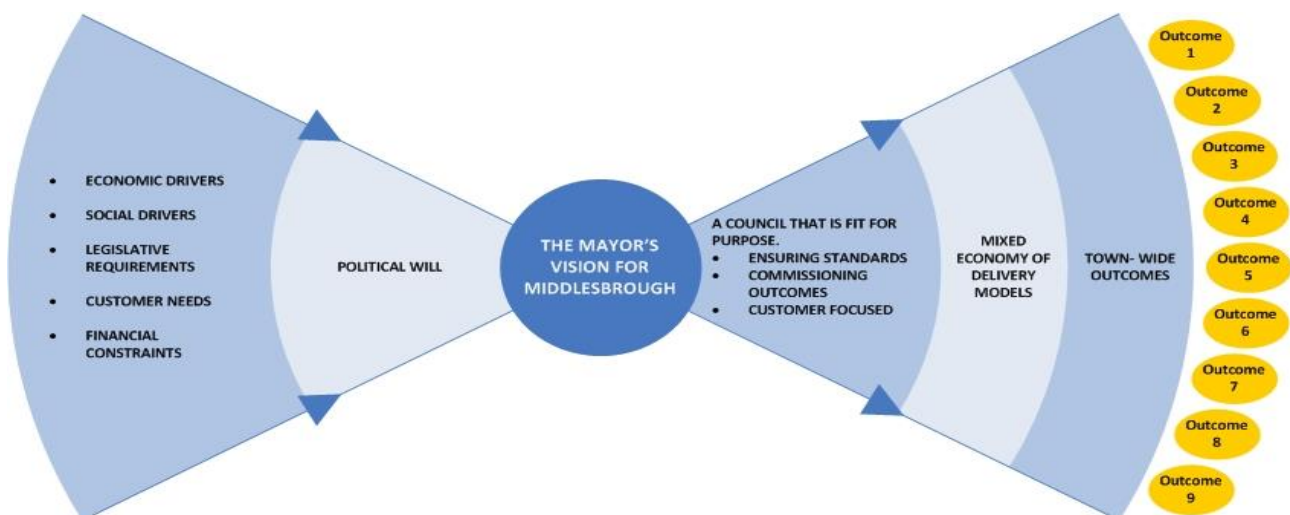 • ECONOMIC DRIVERS
• SOCIAL DRIVERS
• LEGISLATIVE
REQUIREMENTS
• CUSTOMER NEEDS
• FINANCIAL
CONSTRAINTS
POLITICAL WILL
THE MAYOR'S
VISION FOR
MIDDLESBROUGH
A COUNCIL THAT IS FIT FOR
PURPOSE.
• ENSURING STANDARDS
• COMMISSIONING
OUTCOMES
• CUSTOMER FOCUSED
MIXED
ECONOMY OF
DELIVERY
MODELS
TOWN- WIDE
OUTCOMES
Outcome
1
Outcome
2
Outcome
3
Outcome
4
Outcome
5
Outcome
6
Outcome
7
Outcome
8
Outcome
9